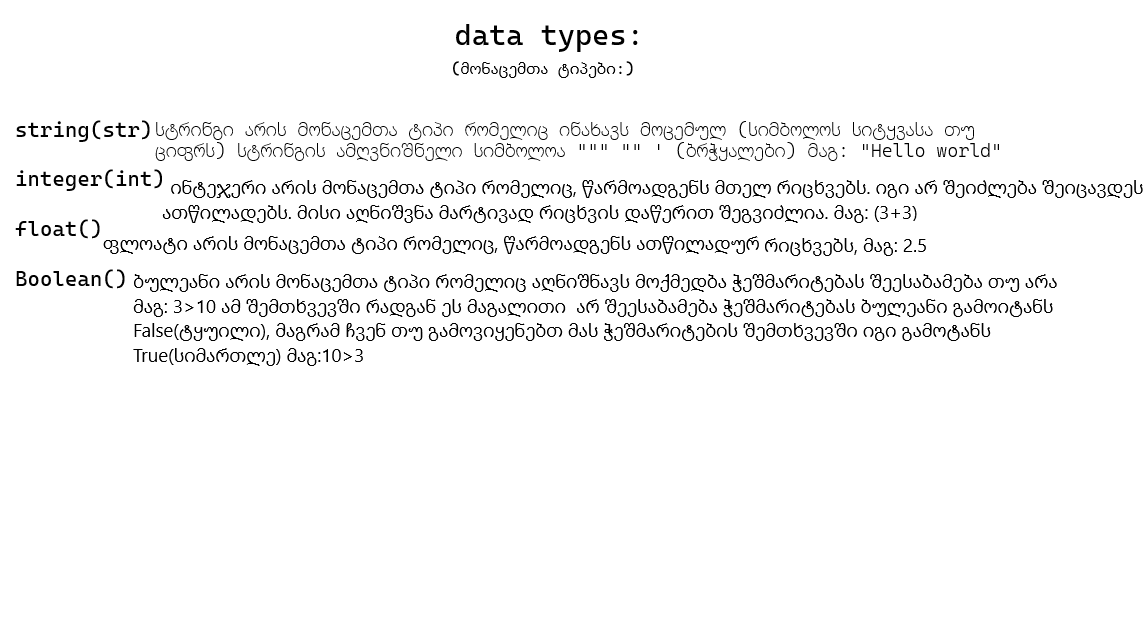 data types:
(მონაცემთა ტიპები:)
string(str) სტრინგი არის მონაცემთა ტიპი რომელიც ინახავს მოცემულ (სიმბოლოს სიტყვასა თუ
ციფრს) სტრინგის ამღვნიშნელი სიმბოლოა """ "" ' (ბრჭყალები) მაგ: "Hello world"
integer(int) ინტეჯერი არის მონაცემთა ტიპი რომელიც, წარმოადგენს მთელ რიცხვებს. იგი არ შეიძლება შეიცავდეს
ათწილადებს. მისი აღნიშვნა მარტივად რიცხვის დაწერით შეგვიძლია. მაგ: (3+3)
float() ფლოატი არის მონაცემთა ტიპი რომელიც, წარმოადგენს ათწილადურ რიცხვებს, მაგ: 2.5
Boolean() ბულეანი არის მონაცემთა ტიპი რომელიც აღნიშნავს მოქმედბა ჭეშმარიტებას შეესაბამება თუ არა
მაგ: 3>10 ამ შემთხვევში რადგან ეს მაგალითი არ შეესაბამება ჭეშმარიტებას ბულეანი გამოიტანს
False(ტყუილი), მაგრამ ჩვენ თუ გამოვიყენებთ მას ჭეშმარიტების შემთხვევში იგი გამოტანს
True(სიმართლე) მაგ:10>3